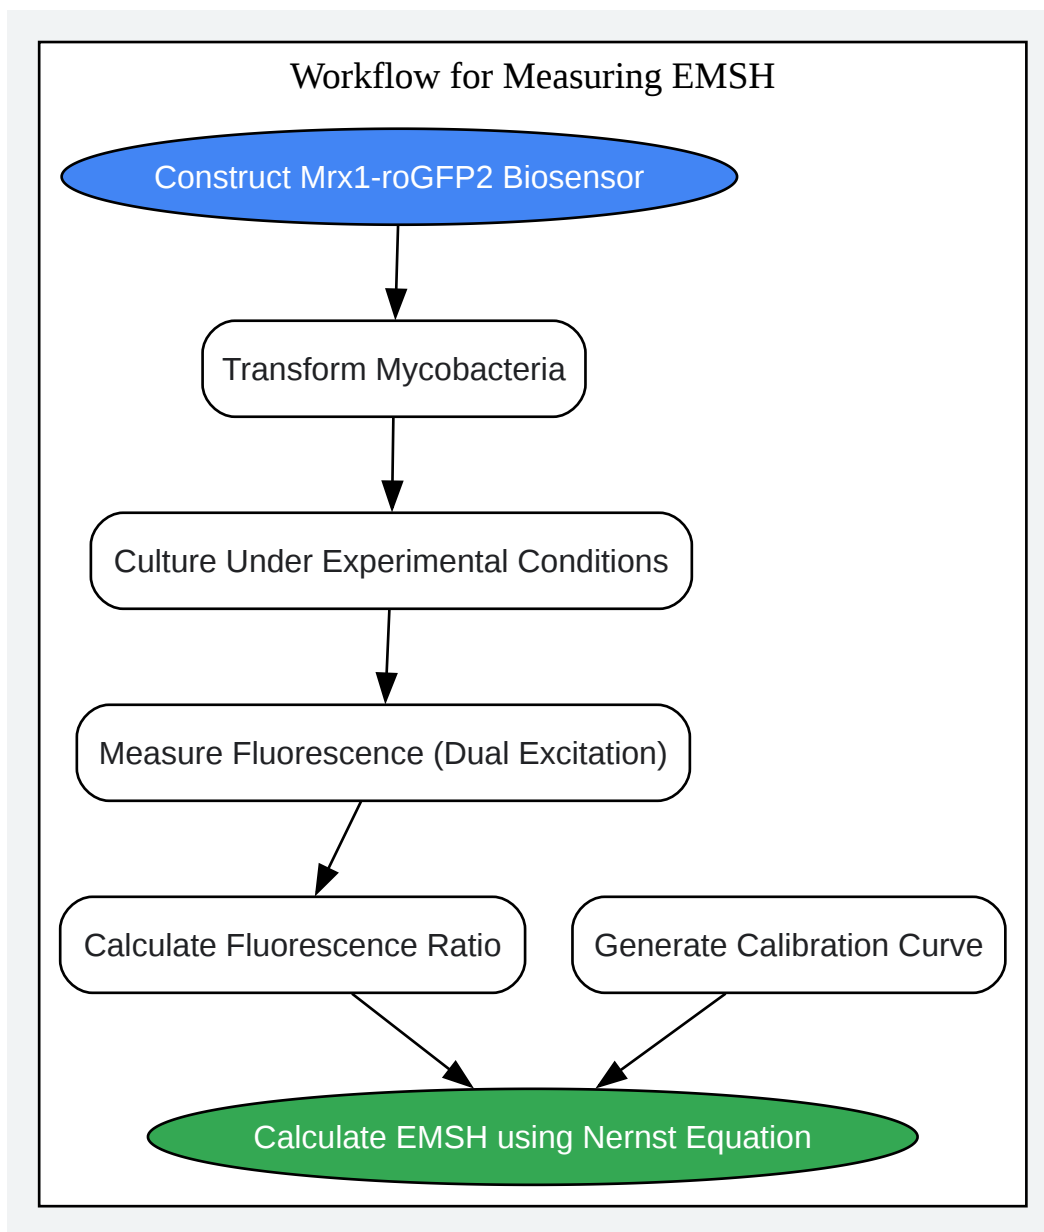 Workflow for Measuring EMSH
Construct Mrx1-roGFP2 Biosensor
Transform Mycobacteria
Culture Under Experimental Conditions
Measure Fluorescence (Dual Excitation)
Calculate Fluorescence Ratio
Generate Calibration Curve
Calculate EMSH using Nernst Equation